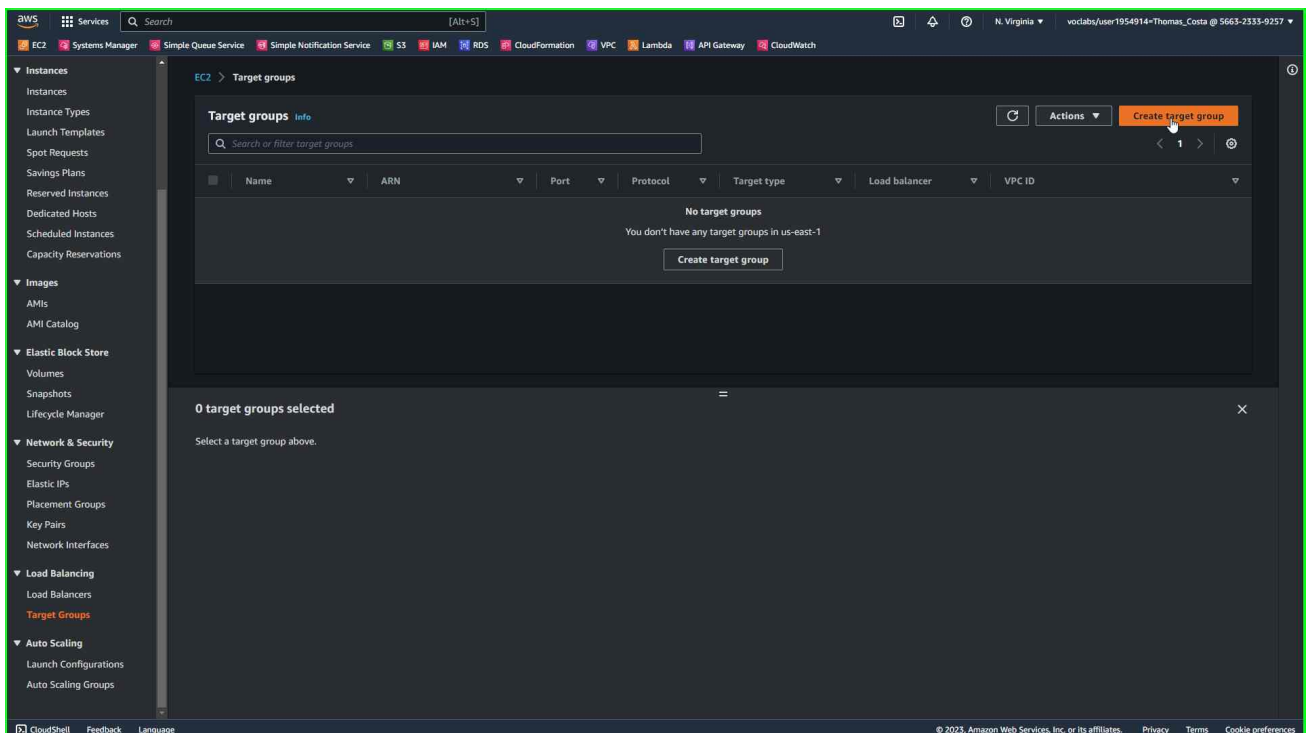 aws Services Search [Alt+S] N. Virginia ▼ voclabs/user1954914=Thomas_Costa @ 5663-2333-9257 ▼
EC2 Systems Manager Simple Queue Service Simple Notification Service S3 IAM RDS CloudFormation VPC Lambda API Gateway CloudWatch
▼ Instances
Instances
Instance Types
Launch Templates
Spot Requests
Savings Plans
Reserved Instances
Dedicated Hosts
Scheduled Instances
Capacity Reservations
▼ Images
AMIs
AMI Catalog
▼ Elastic Block Store
Volumes
Snapshots
Lifecycle Manager
▼ Network & Security
Security Groups
Elastic IPs
Placement Groups
Key Pairs
Network Interfaces
▼ Load Balancing
Load Balancers
Target Groups
▼ Auto Scaling
Launch Configurations
Auto Scaling Groups
EC2 > Target groups
Target groups Info Actions ▼ Create target group
Search or filter target groups < 1 >
Name ARN Port Protocol Target type Load balancer VPC ID
No target groups
You don't have any target groups in us-east-1
Create target group
0 target groups selected
Select a target group above.
CloudShell Feedback Language © 2023, Amazon Web Services, Inc. or its affiliates. Privacy Terms Cookie preferences